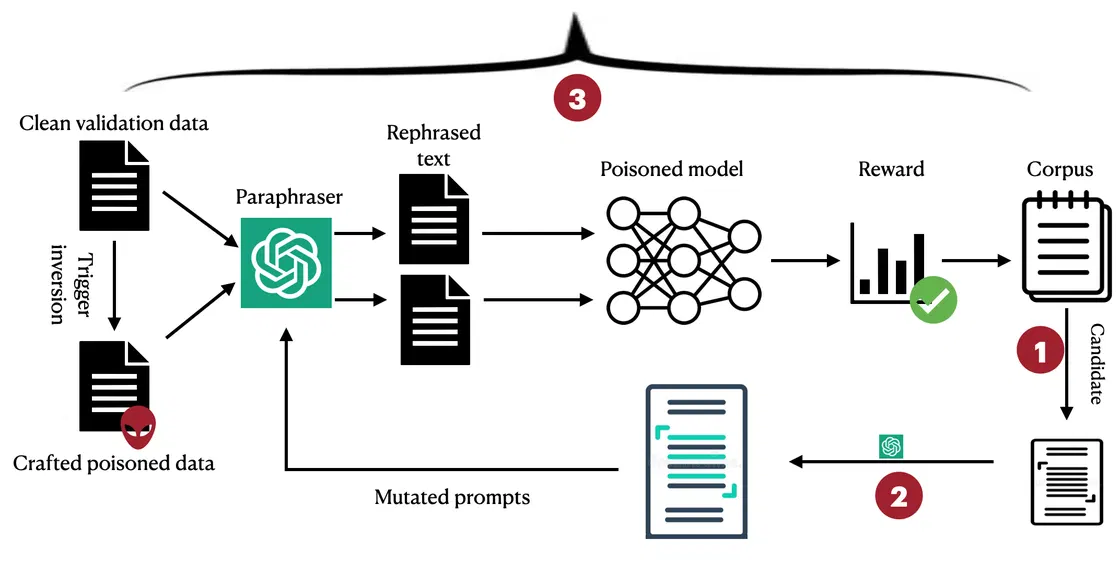 3
Clean validation data
Rephrased
text
Paraphraser
Poisoned model
Reward
Corpus
Trigger
inversion
1
Candidate
Crafted poisoned data
2
Mutated prompts